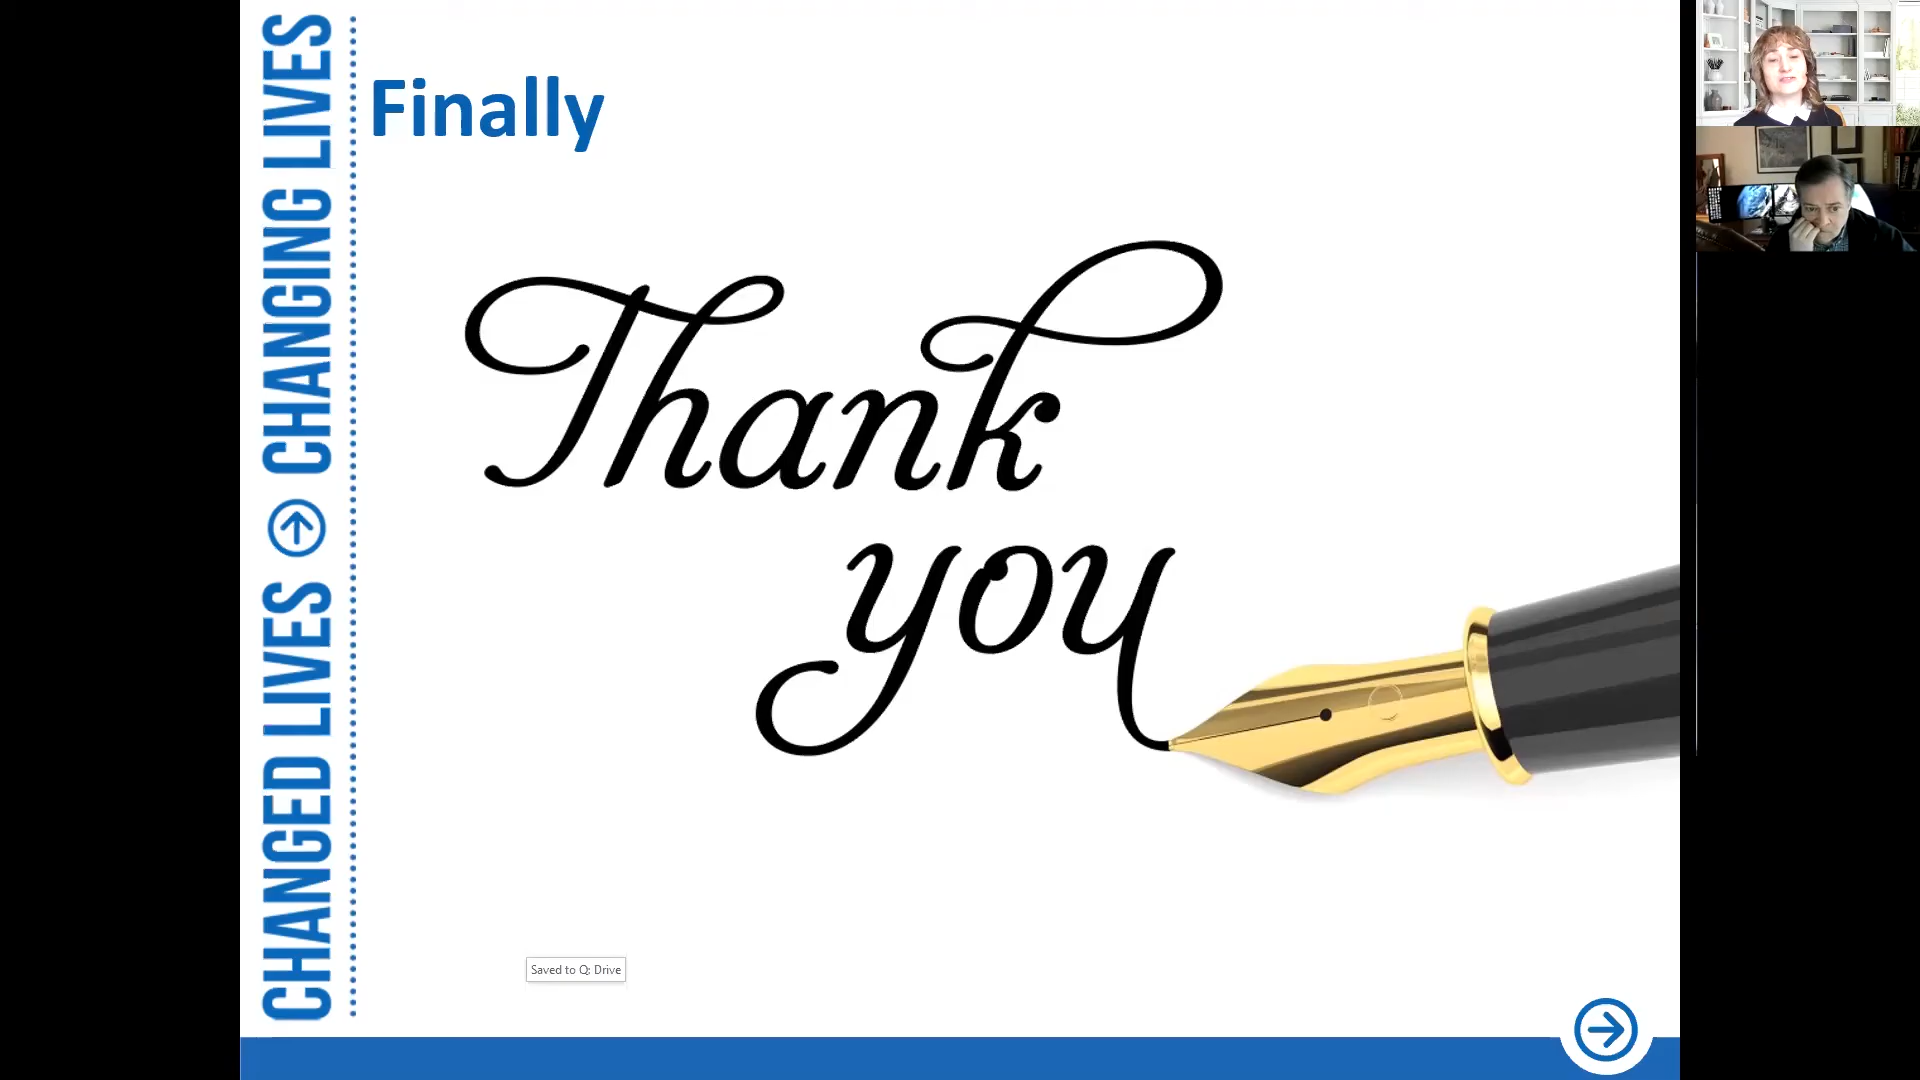 CHANGED LIVES CHANGING LIVES
Finally
Thank
you
Saved to Q: Drive